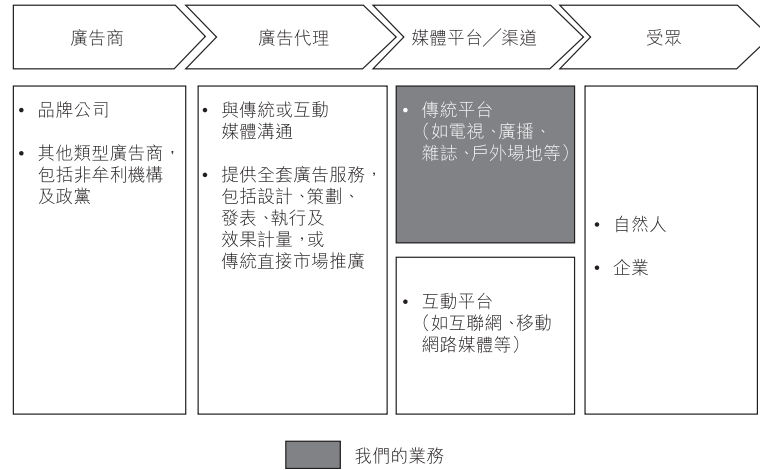 廣告商
廣告代理
媒體平台／渠道
受眾
• 品牌公司
• 其他類型廣告商，
包括非牟利機構
及政黨
• 與傳統或互動
媒體溝通
• 提供全套廣告服務，
包括設計、策劃、
發表、執行及
效果計量，或
傳統直接市場推廣
• 傳統平台
（如電視、廣播、
雜誌、戶外場地等）
• 互動平台
（如互聯網、移動
網路媒體等）
• 自然人
• 企業
我們的業務